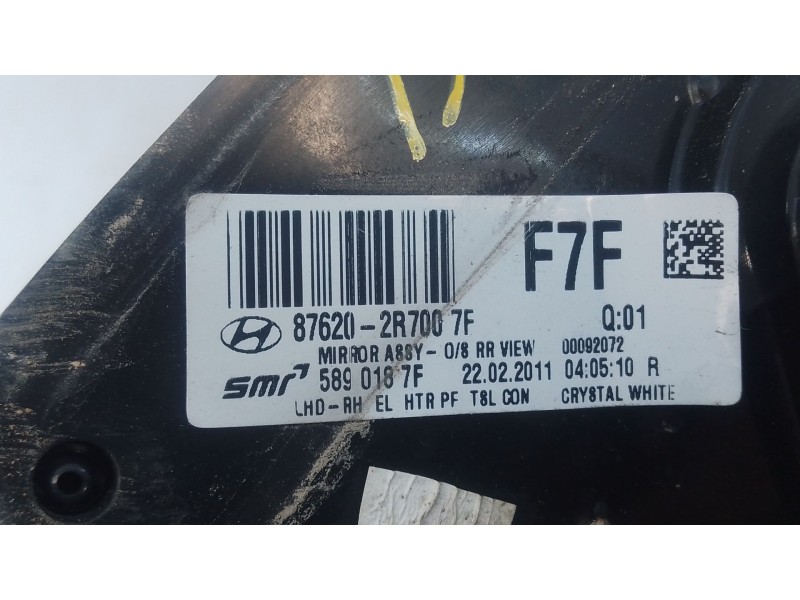 F7F
87620-2R700 7F Q:01
MIRROR ASSY- O/S RR VIEW 00092072
smr 589 018 7F 22.02.2011 04:05:10 R
LHD-RH EL HTR PF TSL CON CRYSTAL WHITE